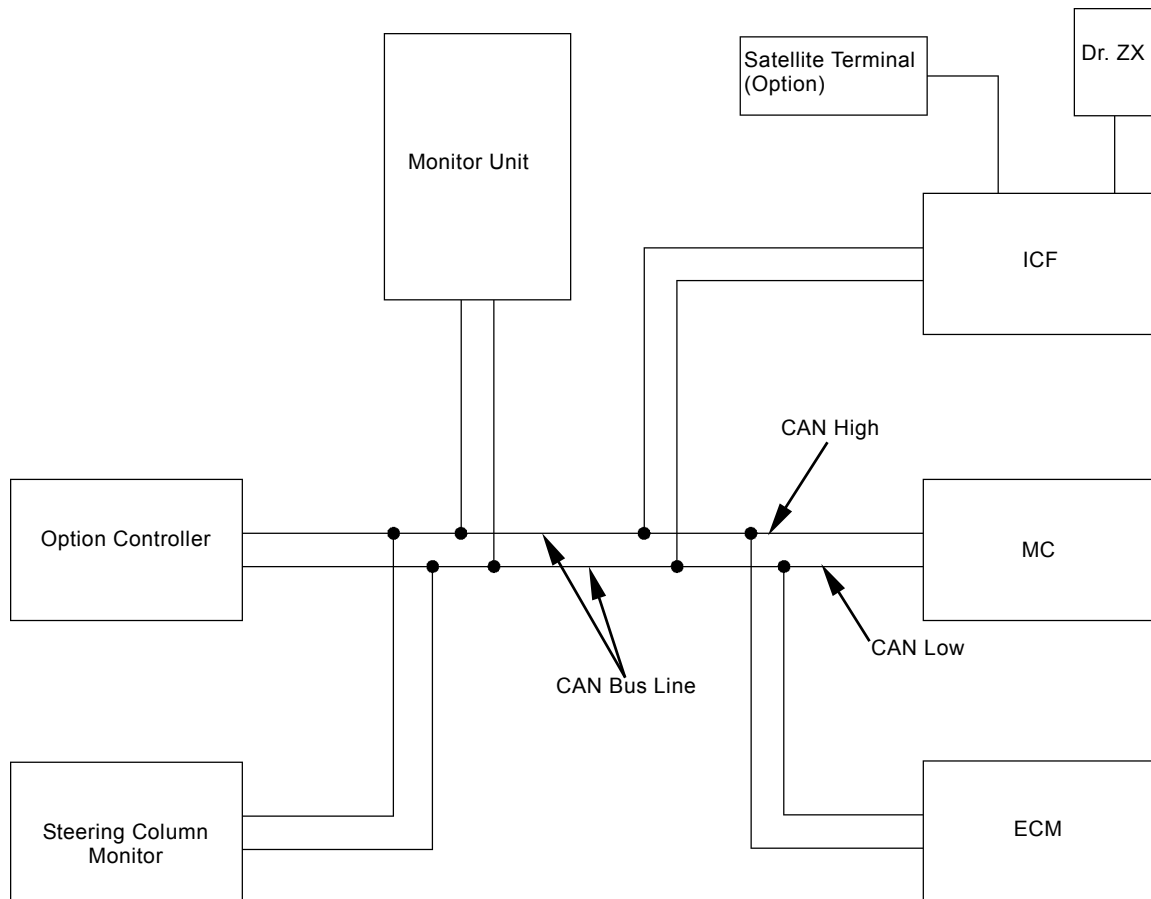 Satellite Terminal
(Option)
Dr. ZX
Monitor Unit
ICF
CAN High
Option Controller
MC
CAN Low
CAN Bus Line
Steering Column
Monitor
ECM